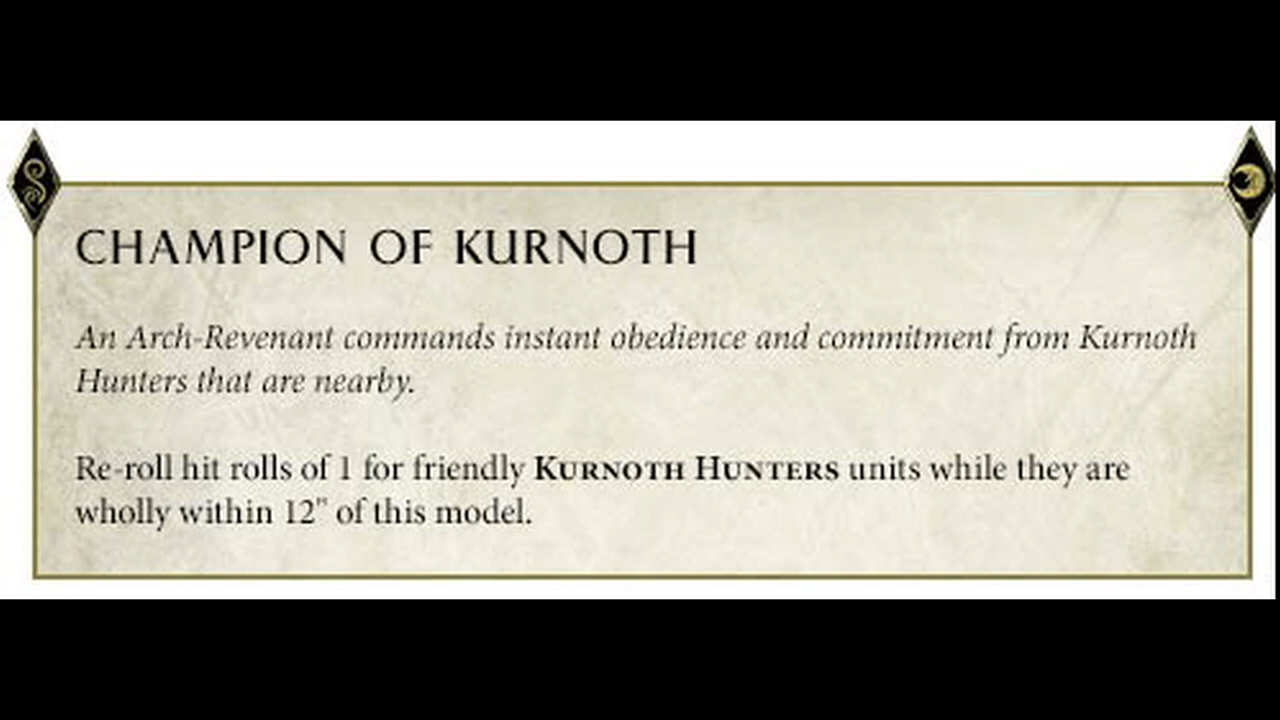 CHAMPION OF KURNOTH
An Arch-Revenant commands instant obedience and commitment from Kurnoth
Hunters that are nearby.
Re-roll hit rolls of 1 for friendly KURNOTH HUNTERS units while they are
wholly within 12" of this model.